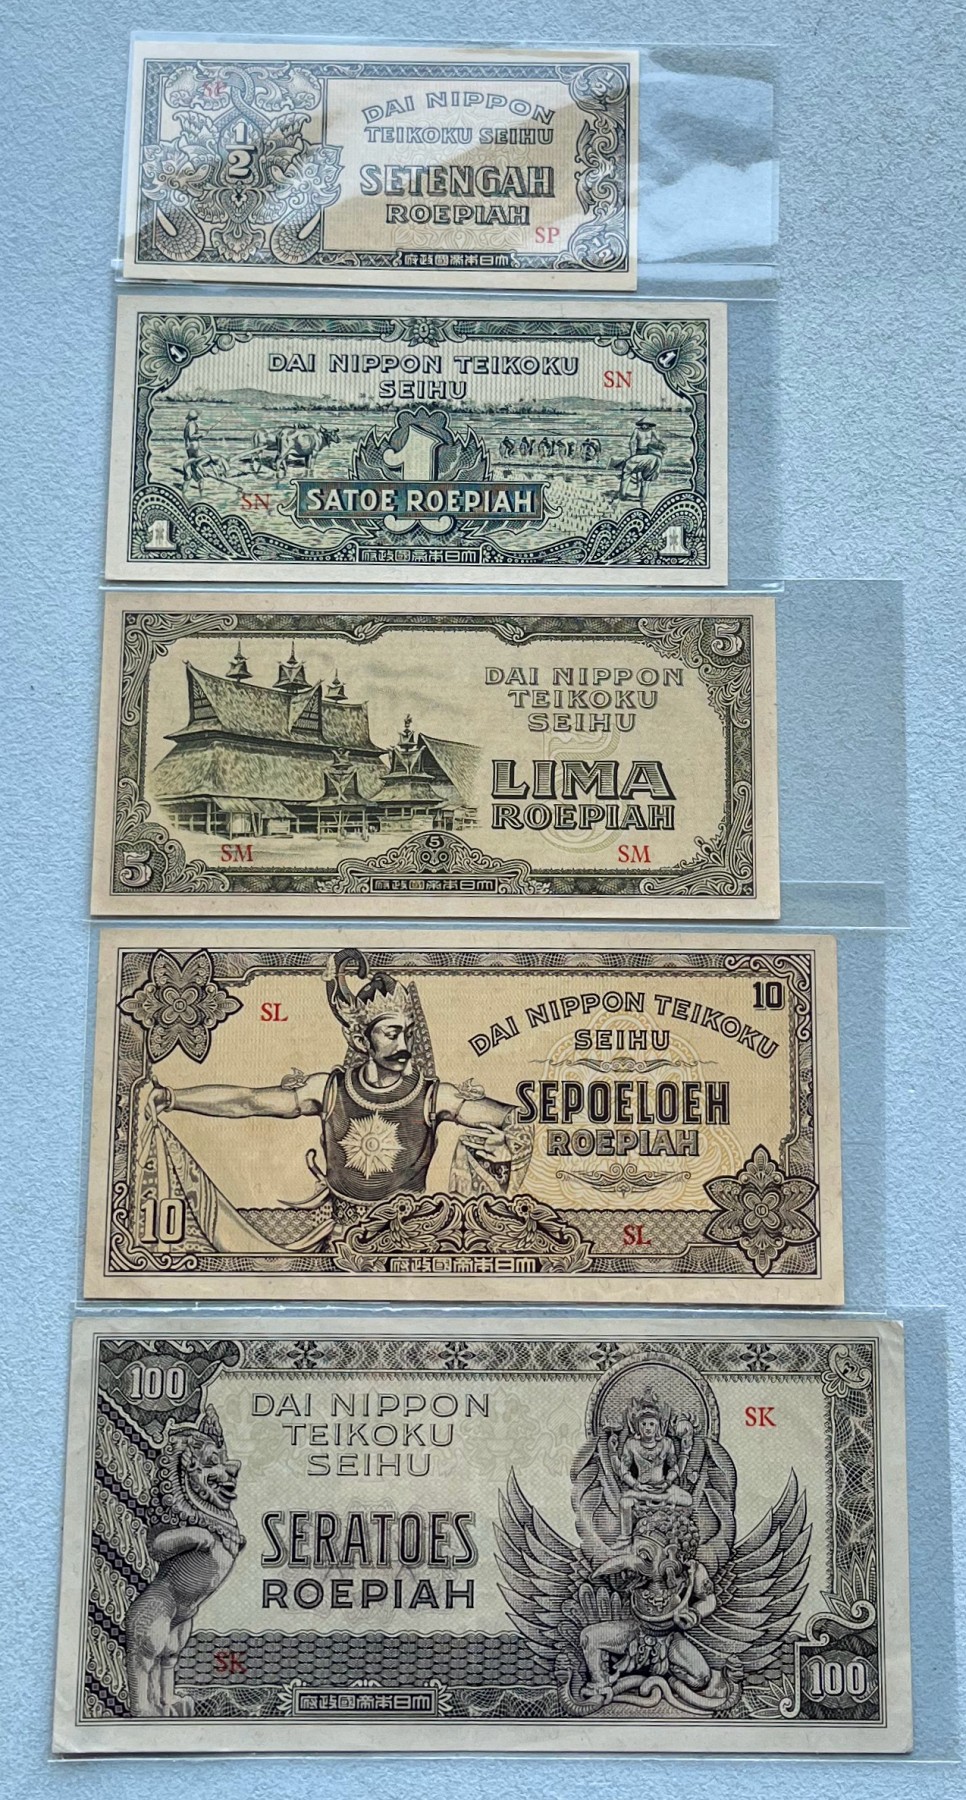 SP
1/2
DAI NIPPON
TEIKOKU SEIHU
SETENGAH
ROEPIAH
SP
1/2
1/2
府政國帝本日大
1
1
DAI NIPPON TEIKOKU
SEIHU
SN
1
SN
SATOE ROEPIAH
1
1
府政國帝本日大
5
DAI NIPPON
TEIKOKU
SEIHU
LIMA
ROEPIAH
SM
SM
5
5
府政國帝本日大
10
SL
DAI NIPPON TEIKOKU
SEIHU
SEPOELOEH
ROEPIAH
10
SL
府政國帝本日大
100
DAI NIPPON
TEIKOKU
SEIHU
SK
SERATOES
ROEPIAH
SK
100
府政國帝本日大